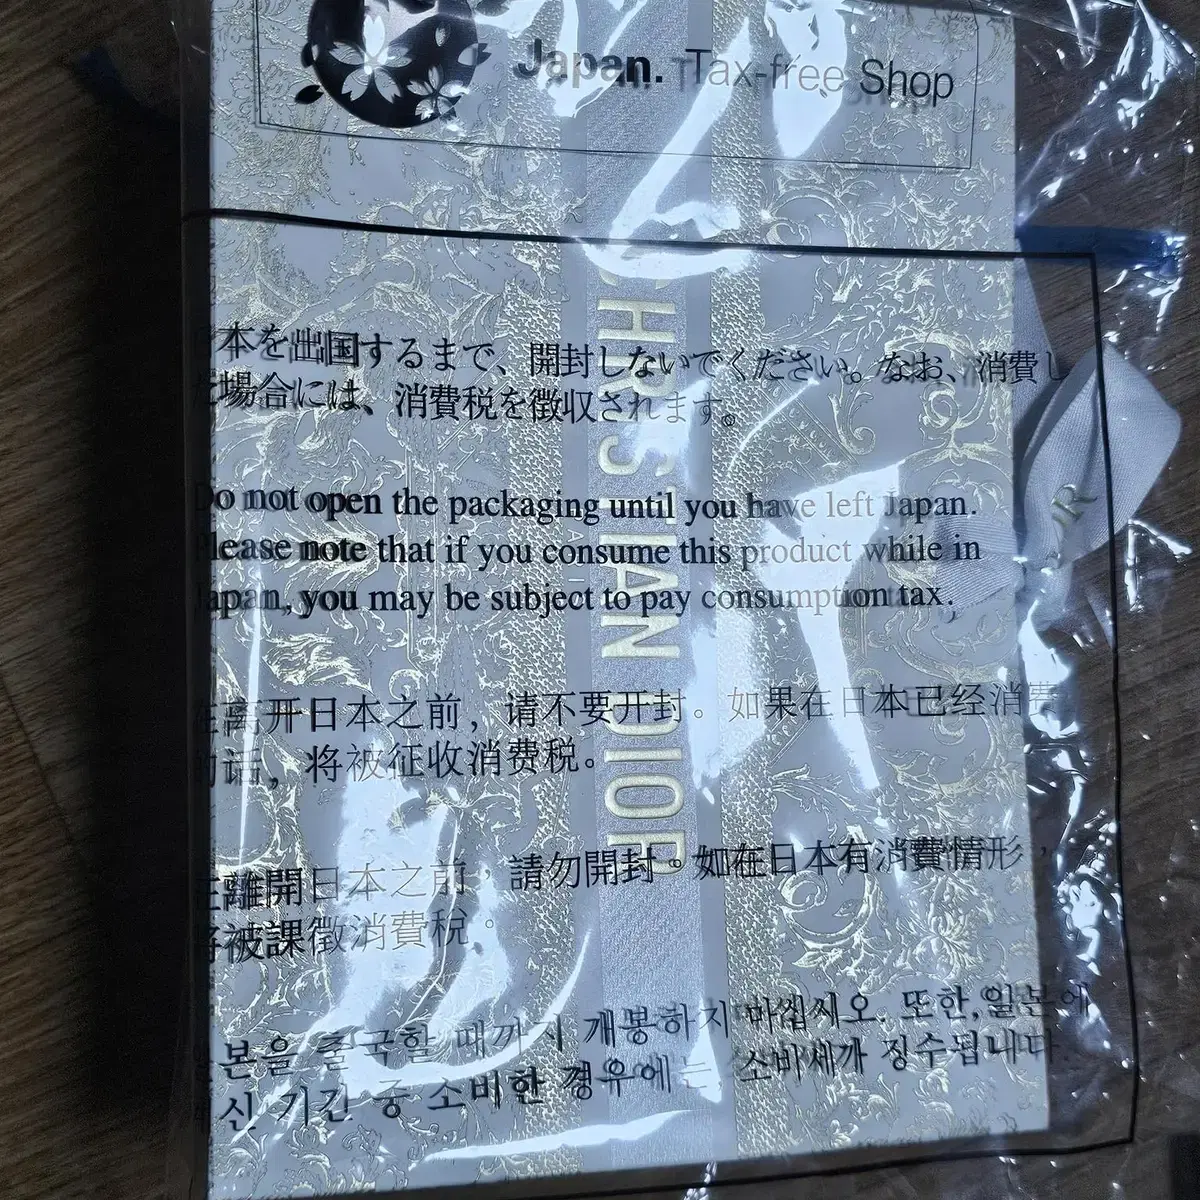 Japan. Tax-free Shop
本を出国するまで、開封しないでください。なお、消費し
た場合には、消費税を徴収されます。
Do not open the packaging until you have left Japan.
Please note that if you consume this product while in
Japan, you may be subject to pay consumption tax.
在离开日本之前，请不要开封。如果在日本已经消费
的话，将被征收消费税。
在離開日本之前，請勿開封。如在日本有消費情形，
將被課徵消費稅。
본을 출국할 때까지 개봉하지 마십시오. 또한, 일본에
신 기간 중 소비한 경우에는 소비세가 징수됩니다
CHRISTIAN DIOR